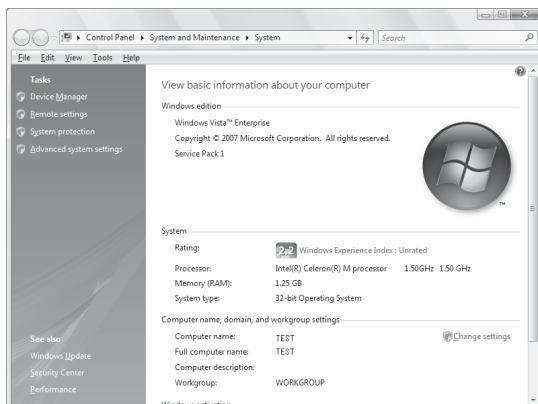 Control Panel ▸ System and Maintenance ▸ System
Search
File Edit View Tools Help
Tasks
Device Manager
Remote settings
System protection
Advanced system settings
See also
Windows Update
Security Center
Performance
View basic information about your computer
Windows edition
Windows Vista™ Enterprise
Copyright © 2007 Microsoft Corporation. All rights reserved.
Service Pack 1
TM
System
Rating: 2,2 Windows Experience Index : Unrated
Processor: Intel(R) Celeron(R) M processor 1.50GHz 1.50 GHz
Memory (RAM): 1.25 GB
System type: 32-bit Operating System
Computer name, domain, and workgroup settings
Computer name: TEST Change settings
Full computer name: TEST
Computer description:
Workgroup: WORKGROUP
Windows activation